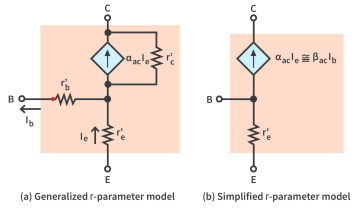 C
C
α_ac I_e
r'_c
α_ac I_e ≅ β_ac I_b
r'_b
B
B
I_b
I_e
r'_e
r'_e
E
E
(a) Generalized r-parameter model
(b) Simplified r-parameter model